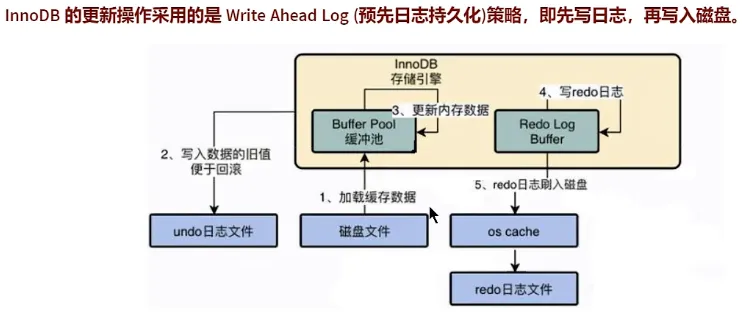 InnoDB 的更新操作采用的是 Write Ahead Log (预先日志持久化)策略，即先写日志，再写入磁盘。
InnoDB
存储引擎
4、写redo日志
3、更新内存数据
Buffer Pool
缓冲池
Redo Log
Buffer
2、写入数据的旧值
便于回滚
5、redo日志刷入磁盘
1、加载缓存数据
undo日志文件
磁盘文件
os cache
redo日志文件